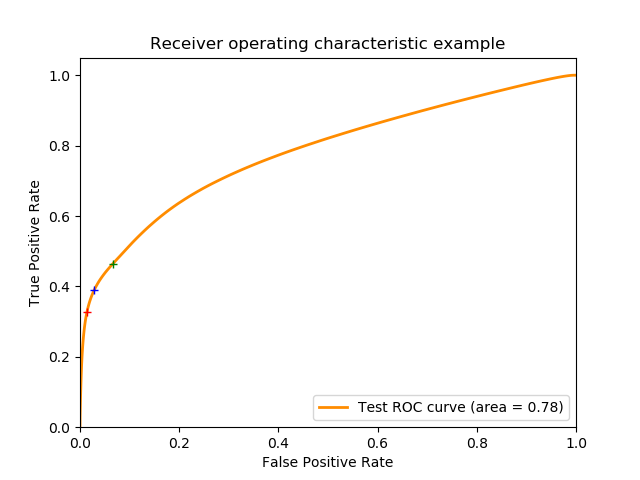 Receiver operating characteristic example
True Positive Rate
1.0
0.8
0.6
0.4
0.2
0.0
Test ROC curve (area = 0.78)
0.0 0.2 0.4 0.6 0.8 1.0
False Positive Rate